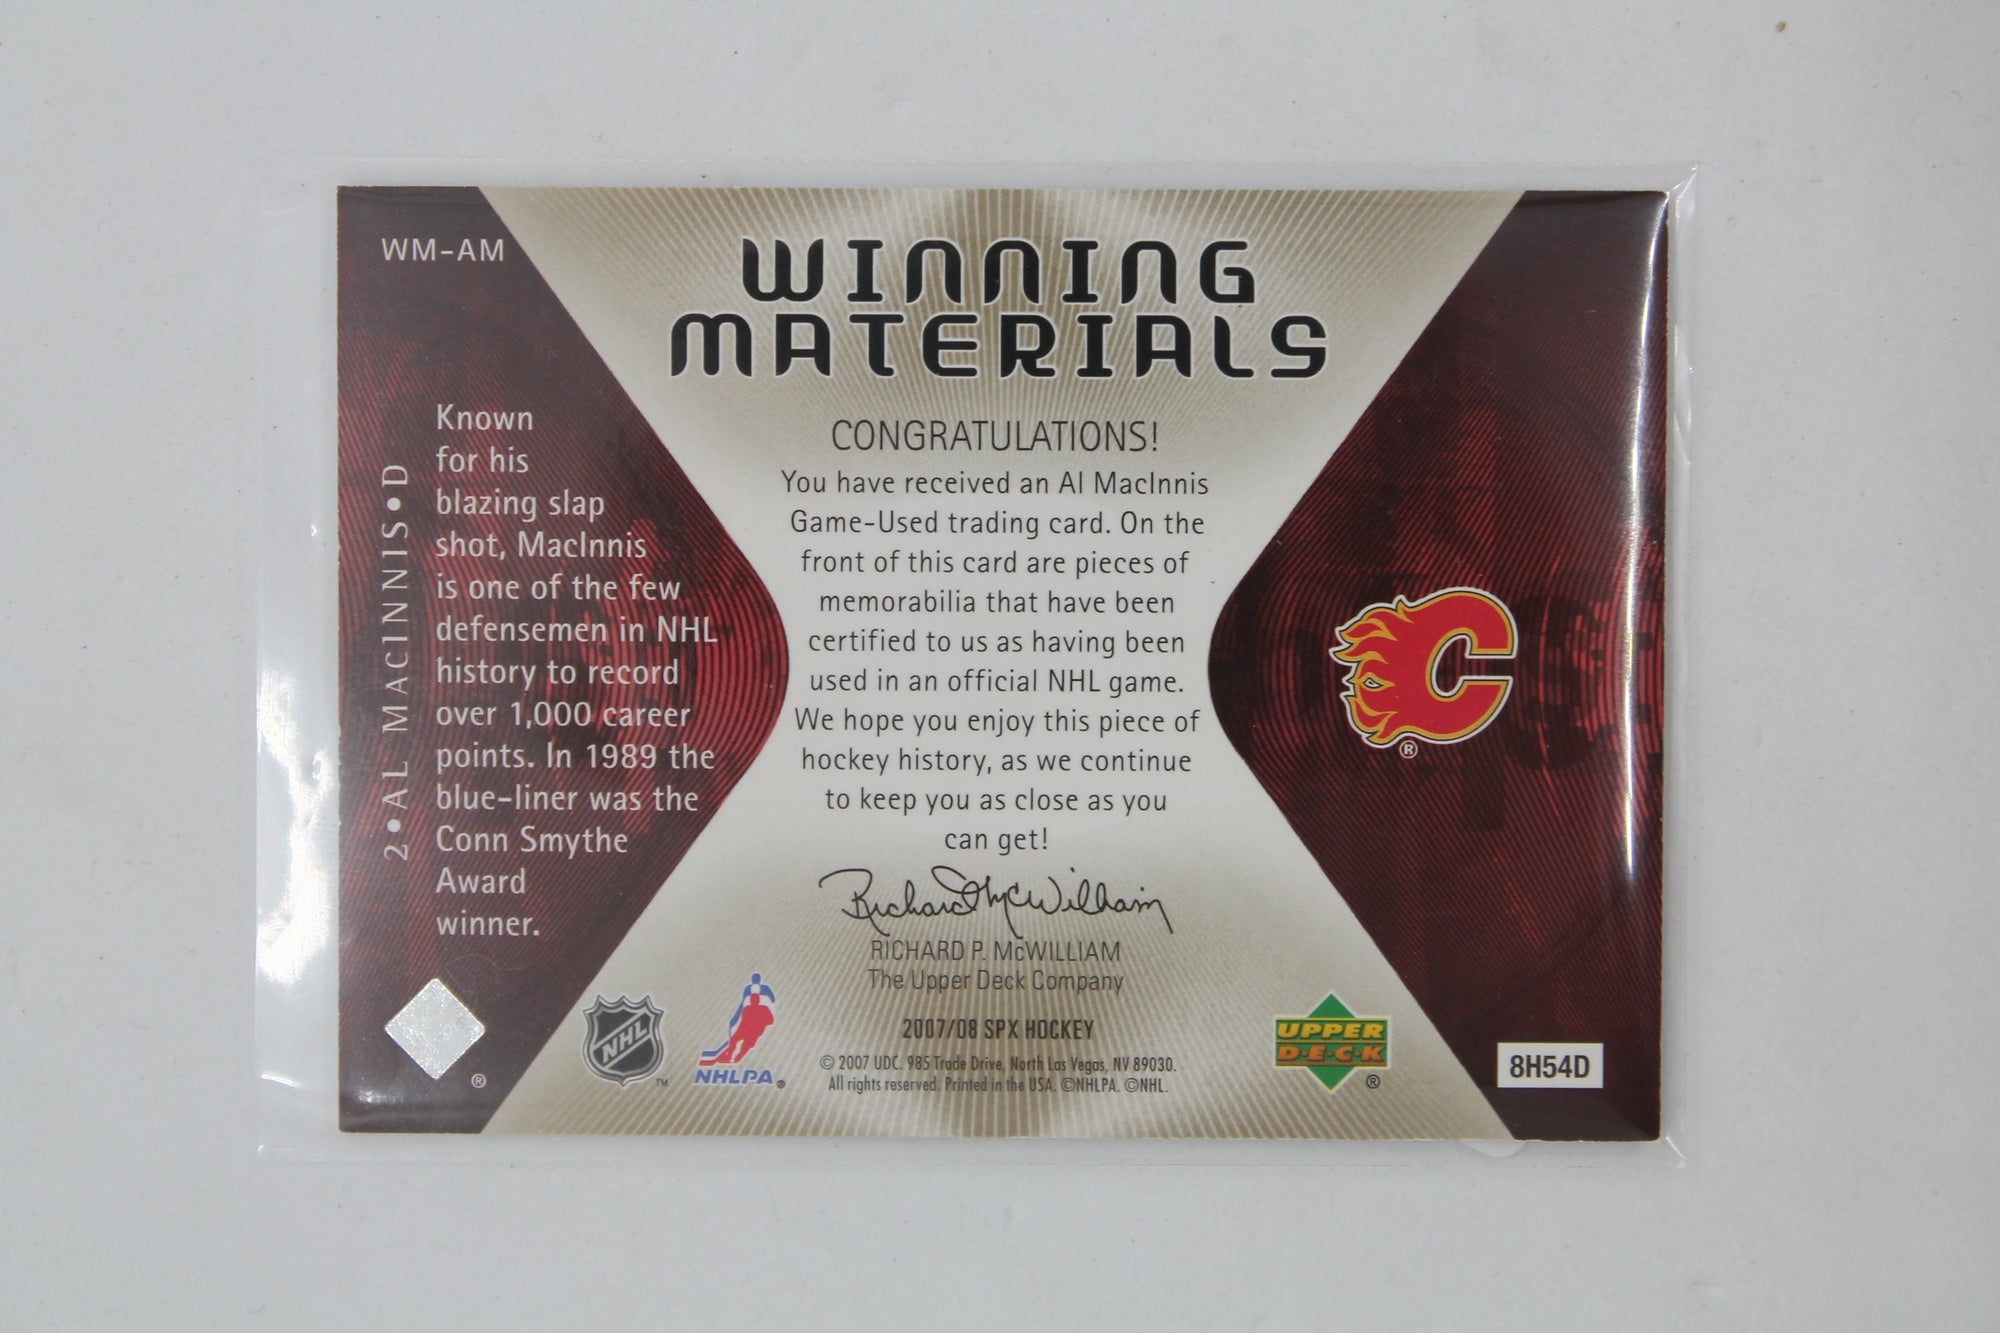 WM-AM
WINNING
MATERIALS
2•AL MACINNIS•D
Known
for his
blazing slap
shot, MacInnis
is one of the few
defensemen in NHL
history to record
over 1,000 career
points. In 1989 the
blue-liner was the
Conn Smythe
Award
winner.
CONGRATULATIONS!
You have received an Al MacInnis
Game-Used trading card. On the
front of this card are pieces of
memorabilia that have been
certified to us as having been
used in an official NHL game.
We hope you enjoy this piece of
hockey history, as we continue
to keep you as close as you
can get!
Richard McWilliam
RICHARD P. McWILLIAM
The Upper Deck Company
2007/08 SPX HOCKEY
© 2007 UDC. 985 Trade Drive, North Las Vegas, NV 89030.
All rights reserved. Printed in the USA. ©NHLPA. ©NHL.
®
NHL
TM
NHLPA®
C
®
UPPER
D·E·C·K
®
8H54D